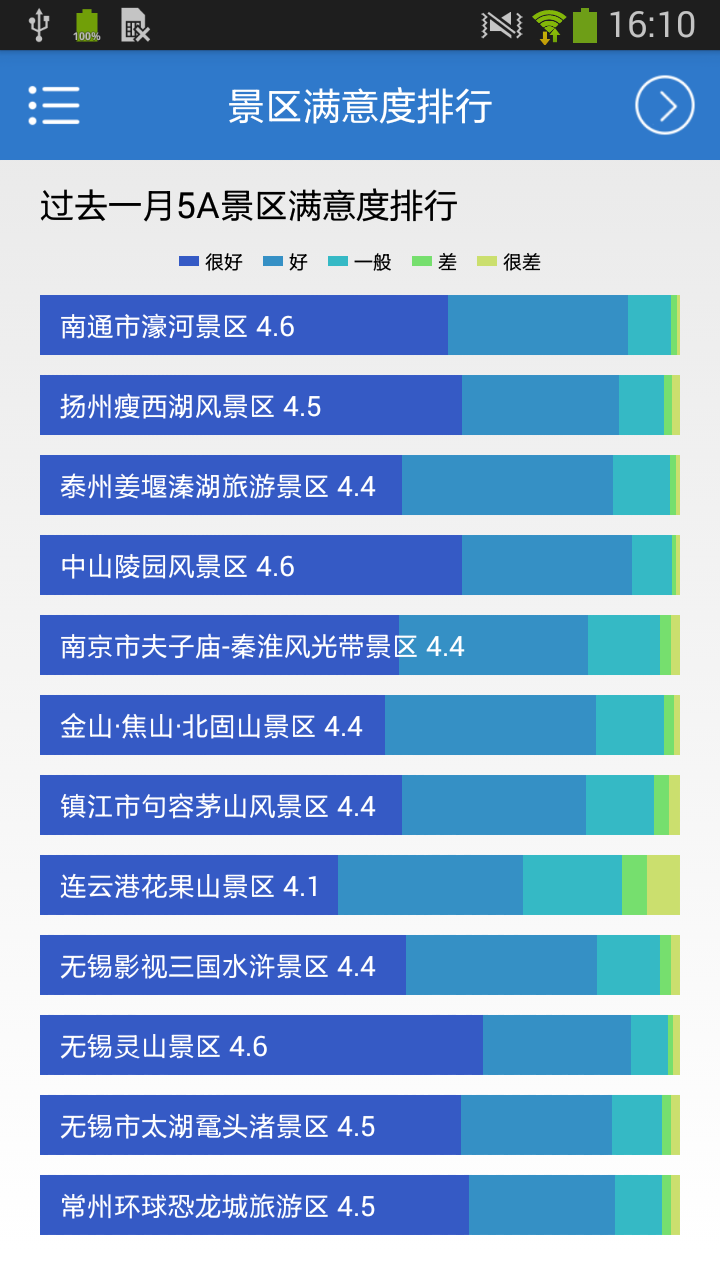 100%
16:10
景区满意度排行
过去一月5A景区满意度排行
很好 好 一般 差 很差
南通市濠河景区 4.6
扬州瘦西湖风景区 4.5
泰州姜堰溱湖旅游景区 4.4
中山陵园风景区 4.6
南京市夫子庙-秦淮风光带景区 4.4
金山·焦山·北固山景区 4.4
镇江市句容茅山风景区 4.4
连云港花果山景区 4.1
无锡影视三国水浒景区 4.4
无锡灵山景区 4.6
无锡市太湖鼋头渚景区 4.5
常州环球恐龙城旅游区 4.5